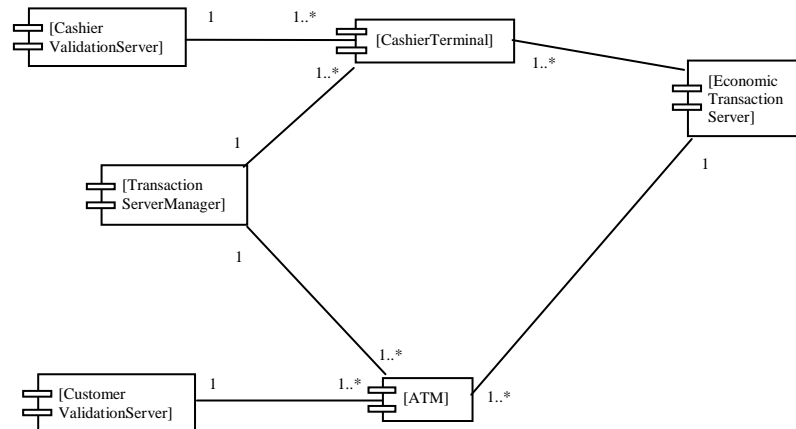 1
1..*
[Cashier
ValidationServer]
[CashierTerminal]
1..*
1..*
[Economic
Transaction
Server]
1
1
[Transaction
ServerManager]
1
1..*
1
1..*
[Customer
ValidationServer]
[ATM]
1..*